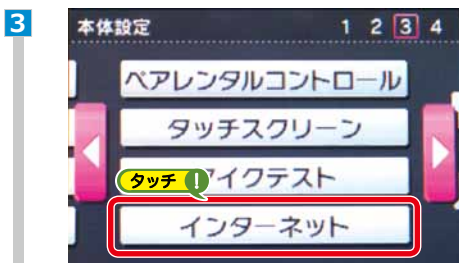 3
本体設定 1 2 3 4
ペアレンタルコントロール
タッチスクリーン
タッチ!
イクテスト
インターネット